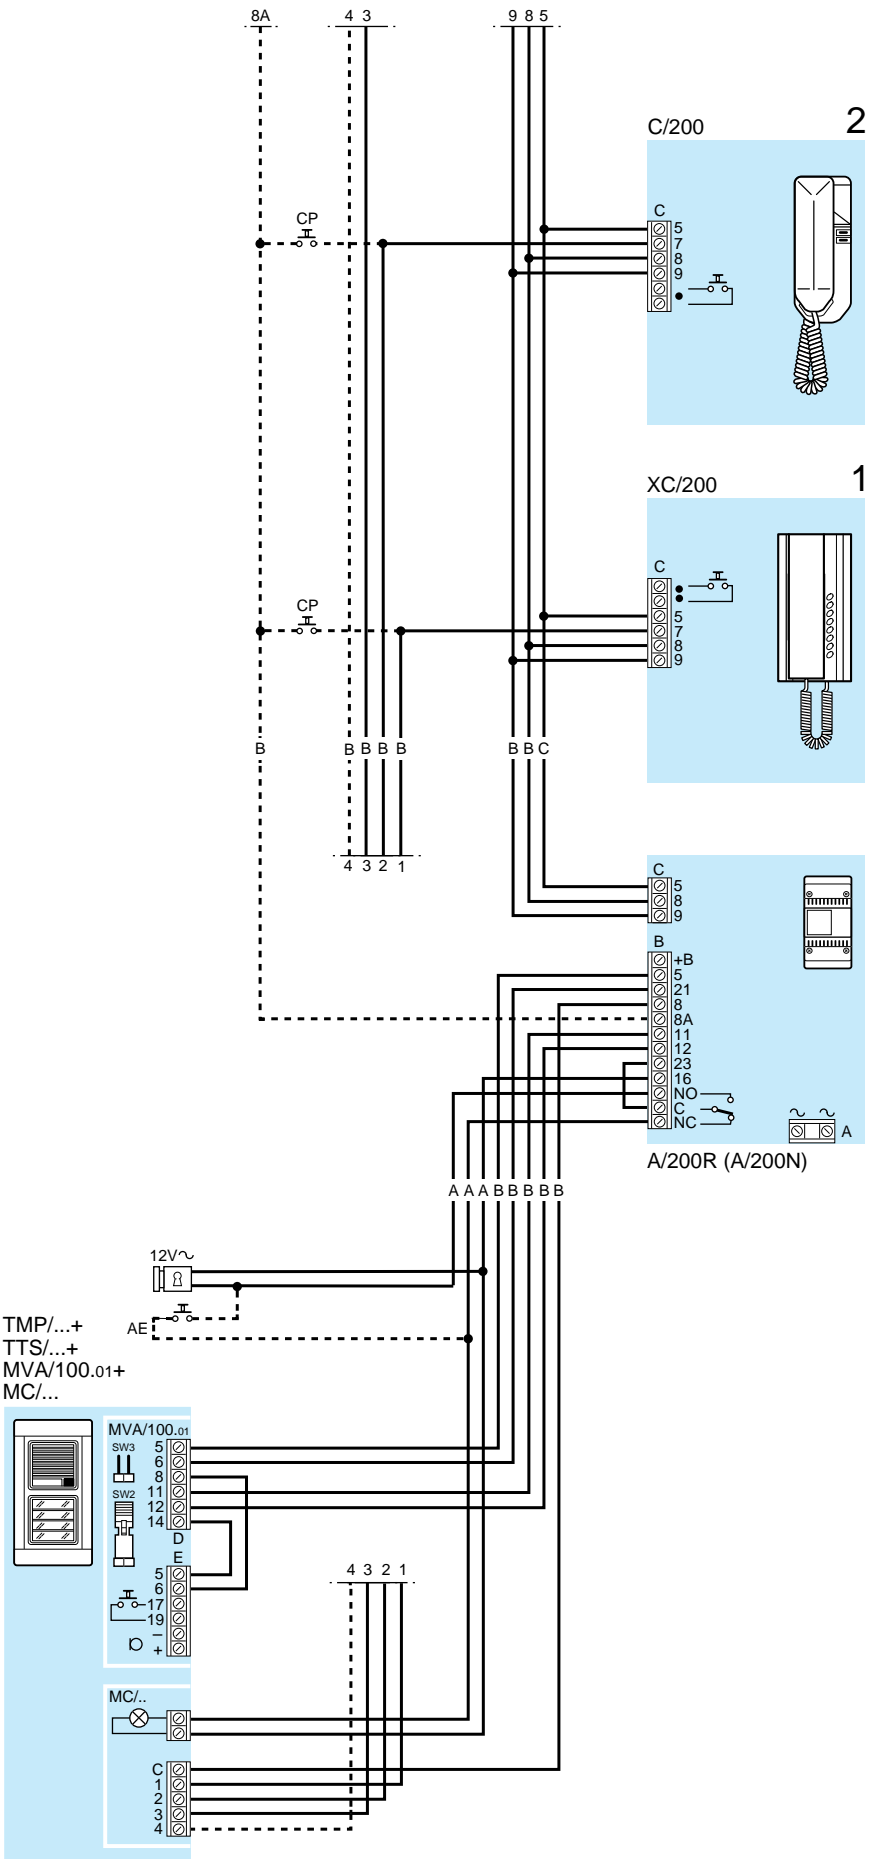 8A 4 3 9 8 5
C/200 2
C
5
7
8
9
CP
XC/200 1
C
5
7
8
9
CP
B B B B B B B C
4 3 2 1
C
5
8
9
B
+B
5
21
8
8A
11
12
23
16
NO
C
NC
A
A/200R (A/200N)
A A A B B B B B
12V~
AE
TMP/...+
TTS/...+
MVA/100.01+
MC/...
MVA/100.01
SW3
SW2
5
6
8
11
12
14
D
E
5
6
17
19
–
+
4 3 2 1
MC/..
C
1
2
3
4